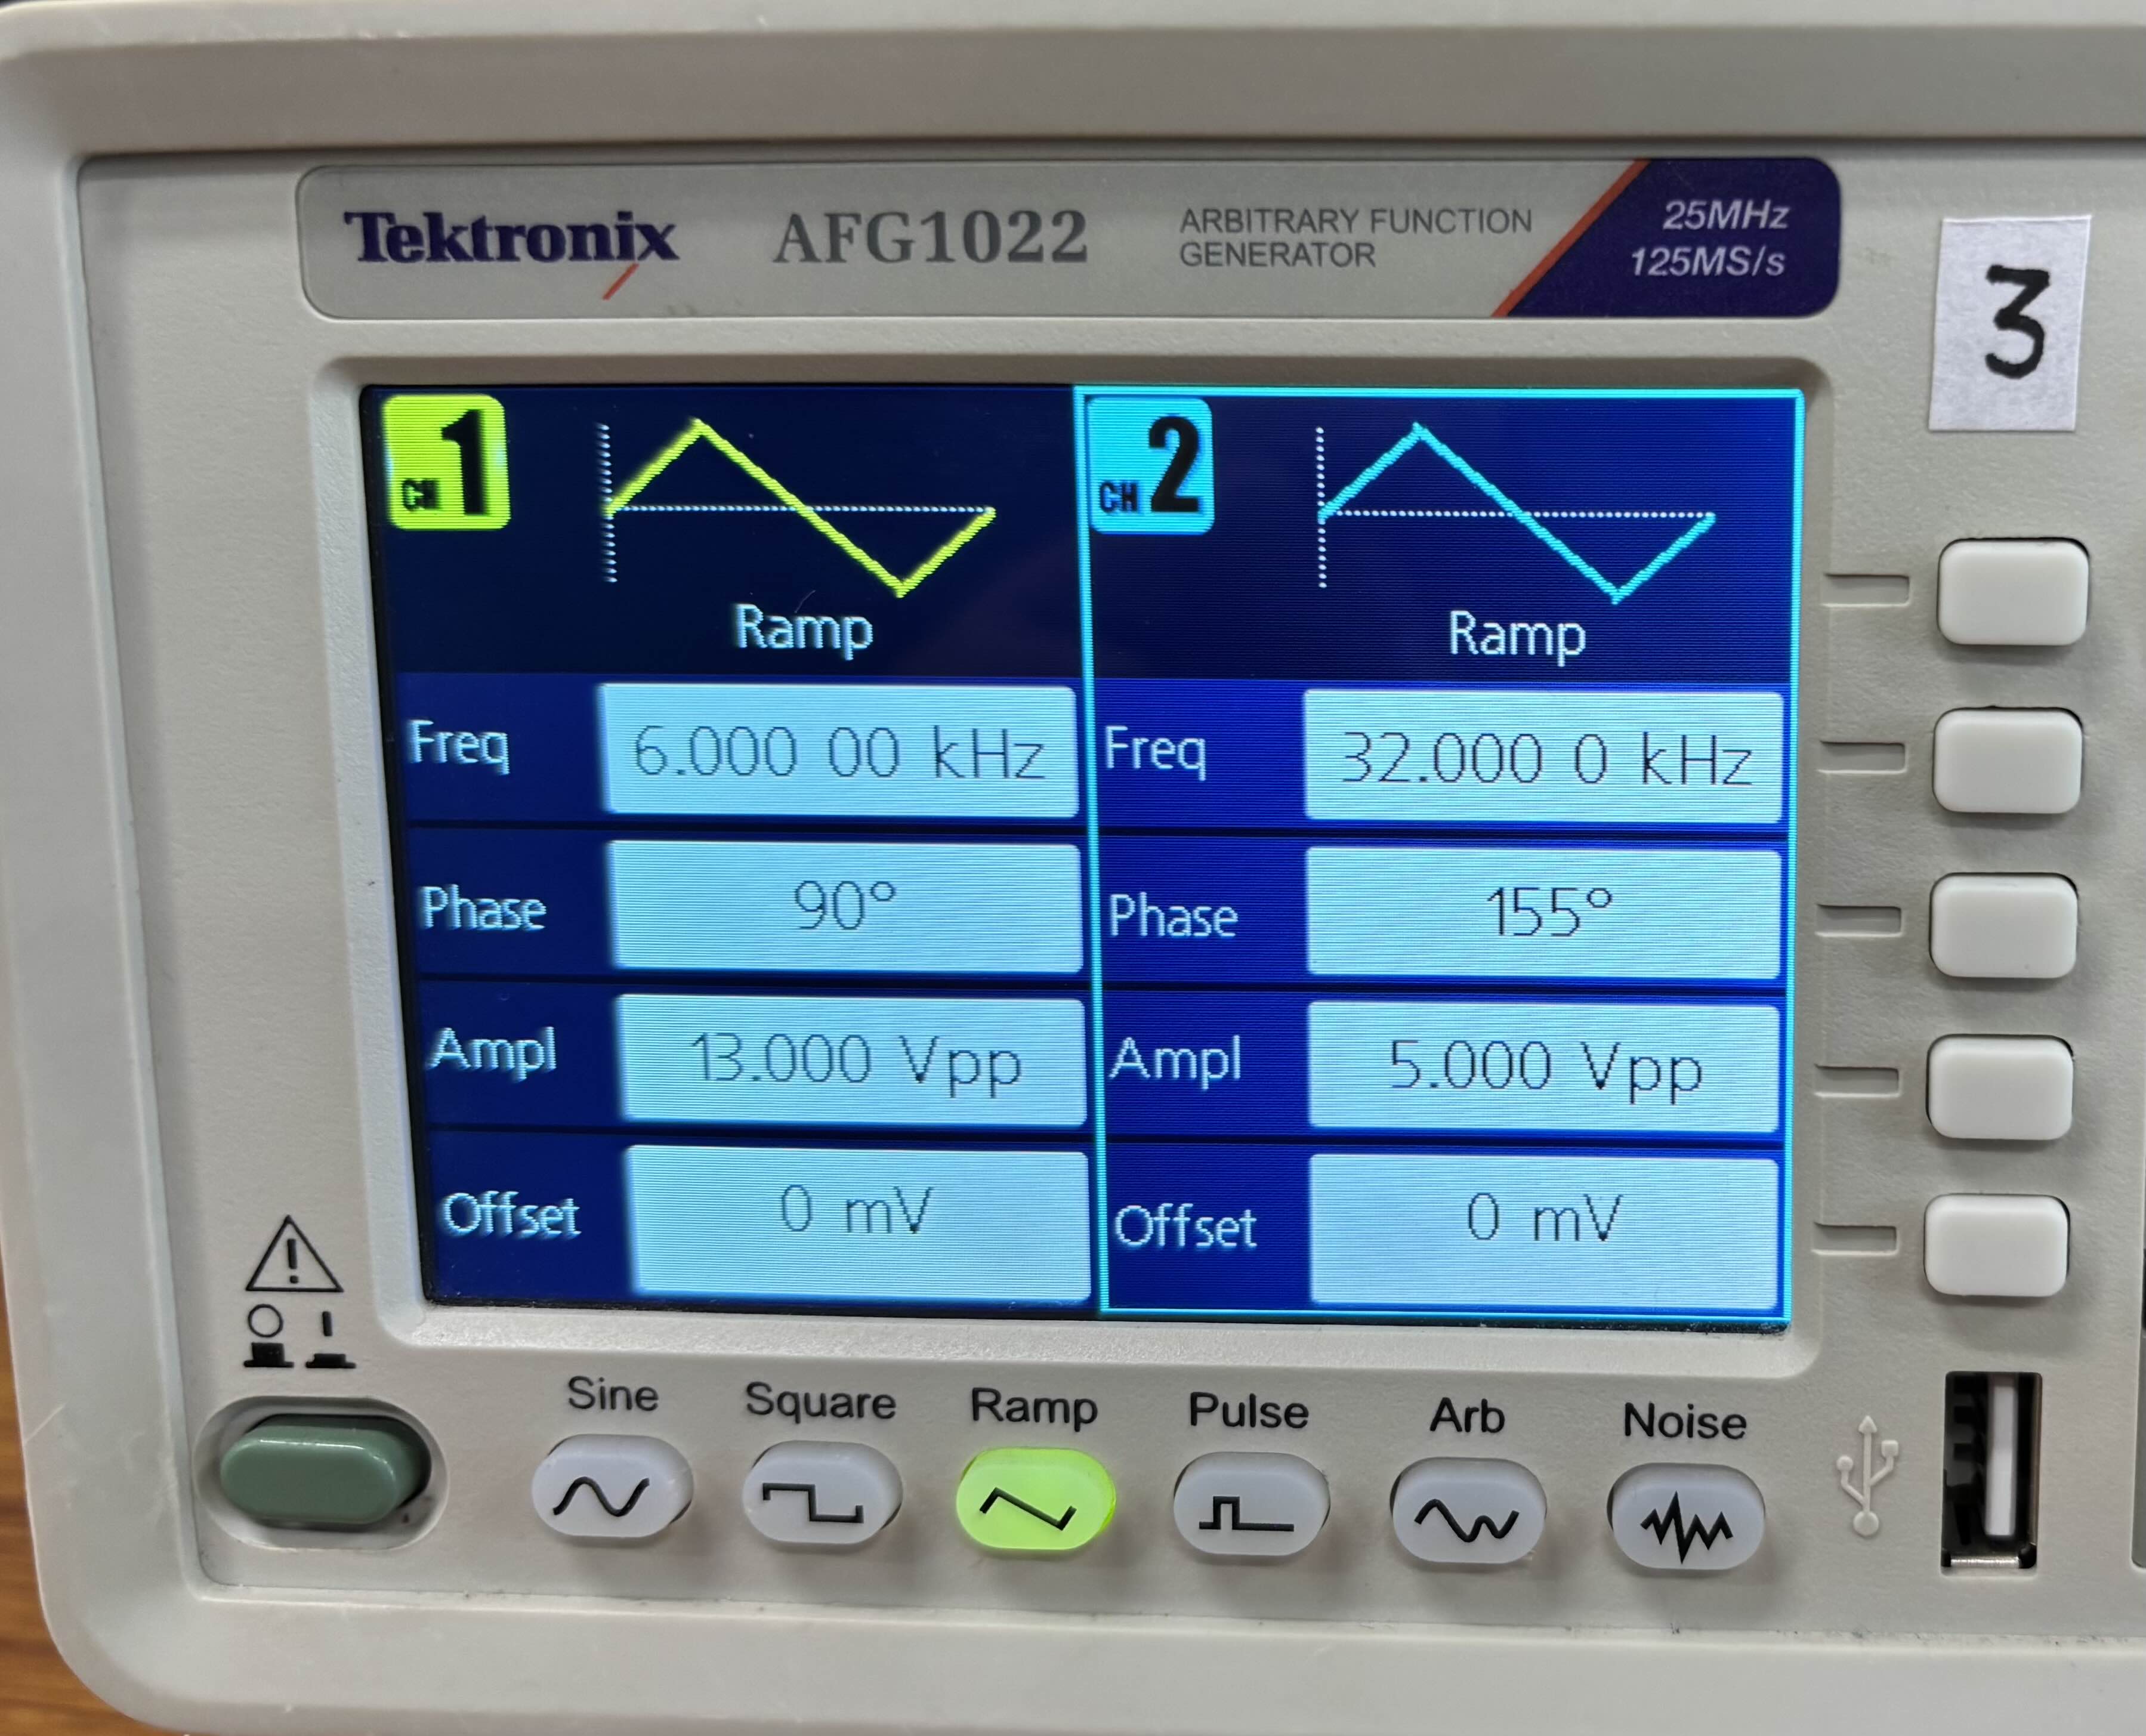 Tektronix AFG1022 ARBITRARY FUNCTION GENERATOR 25MHz 125MS/s
3
CH 1
Ramp
Freq 6.000 00 kHz
Phase 90°
Ampl 13.000 Vpp
Offset 0 mV
CH 2
Ramp
Freq 32.000 0 kHz
Phase 155°
Ampl 5.000 Vpp
Offset 0 mV
Sine Square Ramp Pulse Arb Noise